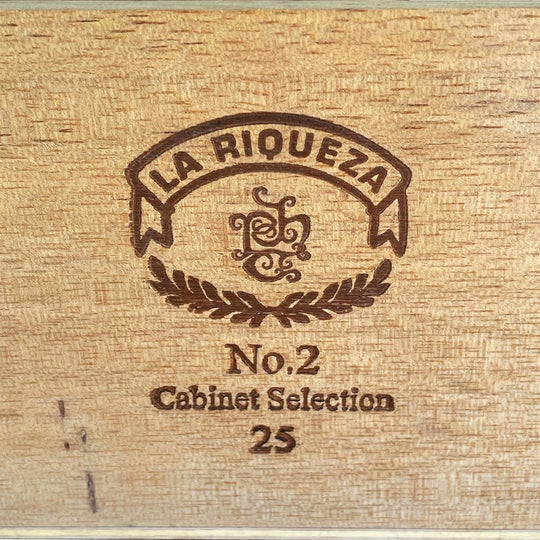 LA RIQUEZA
No.2
Cabinet Selection
25